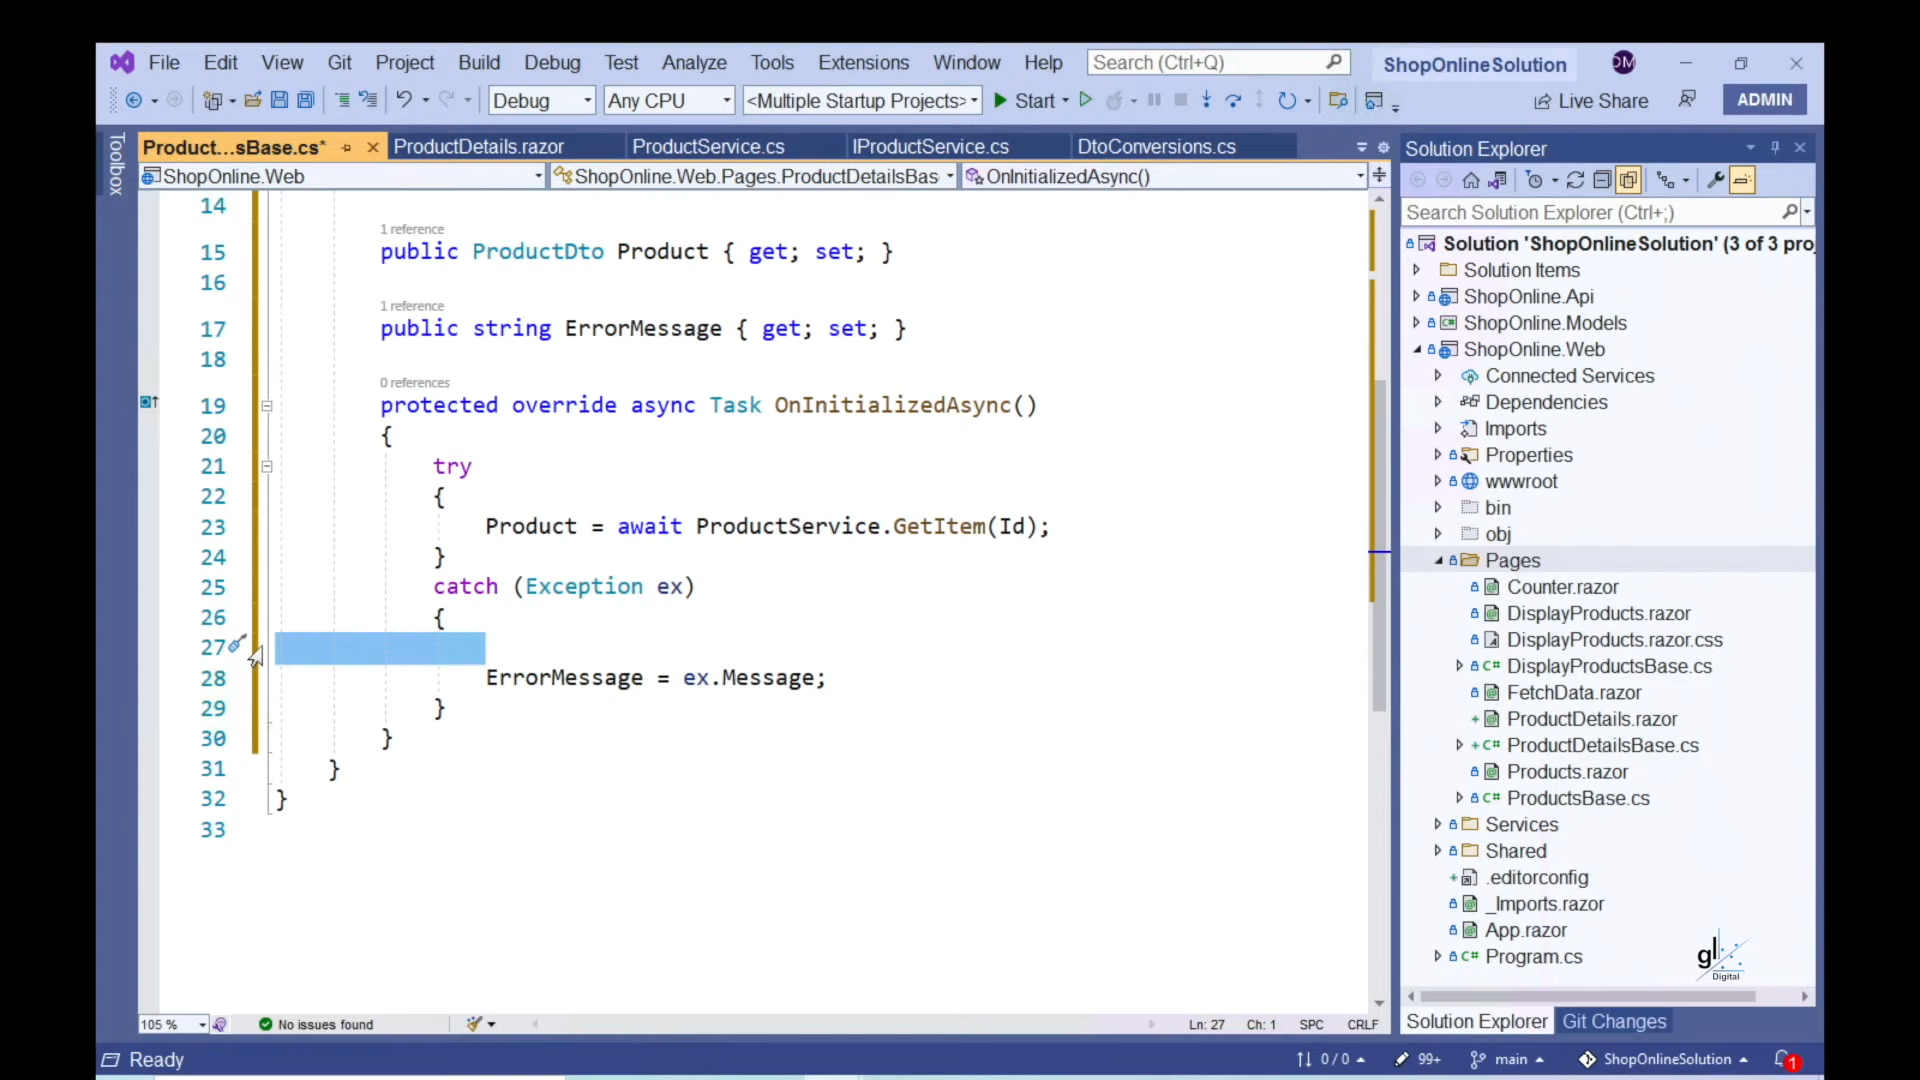 File Edit View Git Project Build Debug Test Analyze Tools Extensions Window Help Search (Ctrl+Q) ShopOnlineSolution DM
Debug Any CPU <Multiple Startup Projects> Start Live Share ADMIN
Toolbox
Product...sBase.cs* ProductDetails.razor ProductService.cs IProductService.cs DtoConversions.cs
ShopOnline.Web ShopOnline.Web.Pages.ProductDetailsBas OnInitializedAsync()
14
1 reference
15 public ProductDto Product { get; set; }
16
1 reference
17 public string ErrorMessage { get; set; }
18
0 references
19 protected override async Task OnInitializedAsync()
20 {
21 try
22 {
23 Product = await ProductService.GetItem(Id);
24 }
25 catch (Exception ex)
26 {
27
28 ErrorMessage = ex.Message;
29 }
30 }
31 }
32 }
33
105 % No issues found Ln: 27 Ch: 1 SPC CRLF
Solution Explorer
Search Solution Explorer (Ctrl+;)
Solution 'ShopOnlineSolution' (3 of 3 proj
Solution Items
ShopOnline.Api
ShopOnline.Models
ShopOnline.Web
Connected Services
Dependencies
Imports
Properties
wwwroot
bin
obj
Pages
Counter.razor
DisplayProducts.razor
DisplayProducts.razor.css
DisplayProductsBase.cs
FetchData.razor
ProductDetails.razor
ProductDetailsBase.cs
Products.razor
ProductsBase.cs
Services
Shared
.editorconfig
_Imports.razor
App.razor
Program.cs
gl
Digital
Solution Explorer Git Changes
Ready 0 / 0 99+ main ShopOnlineSolution 1